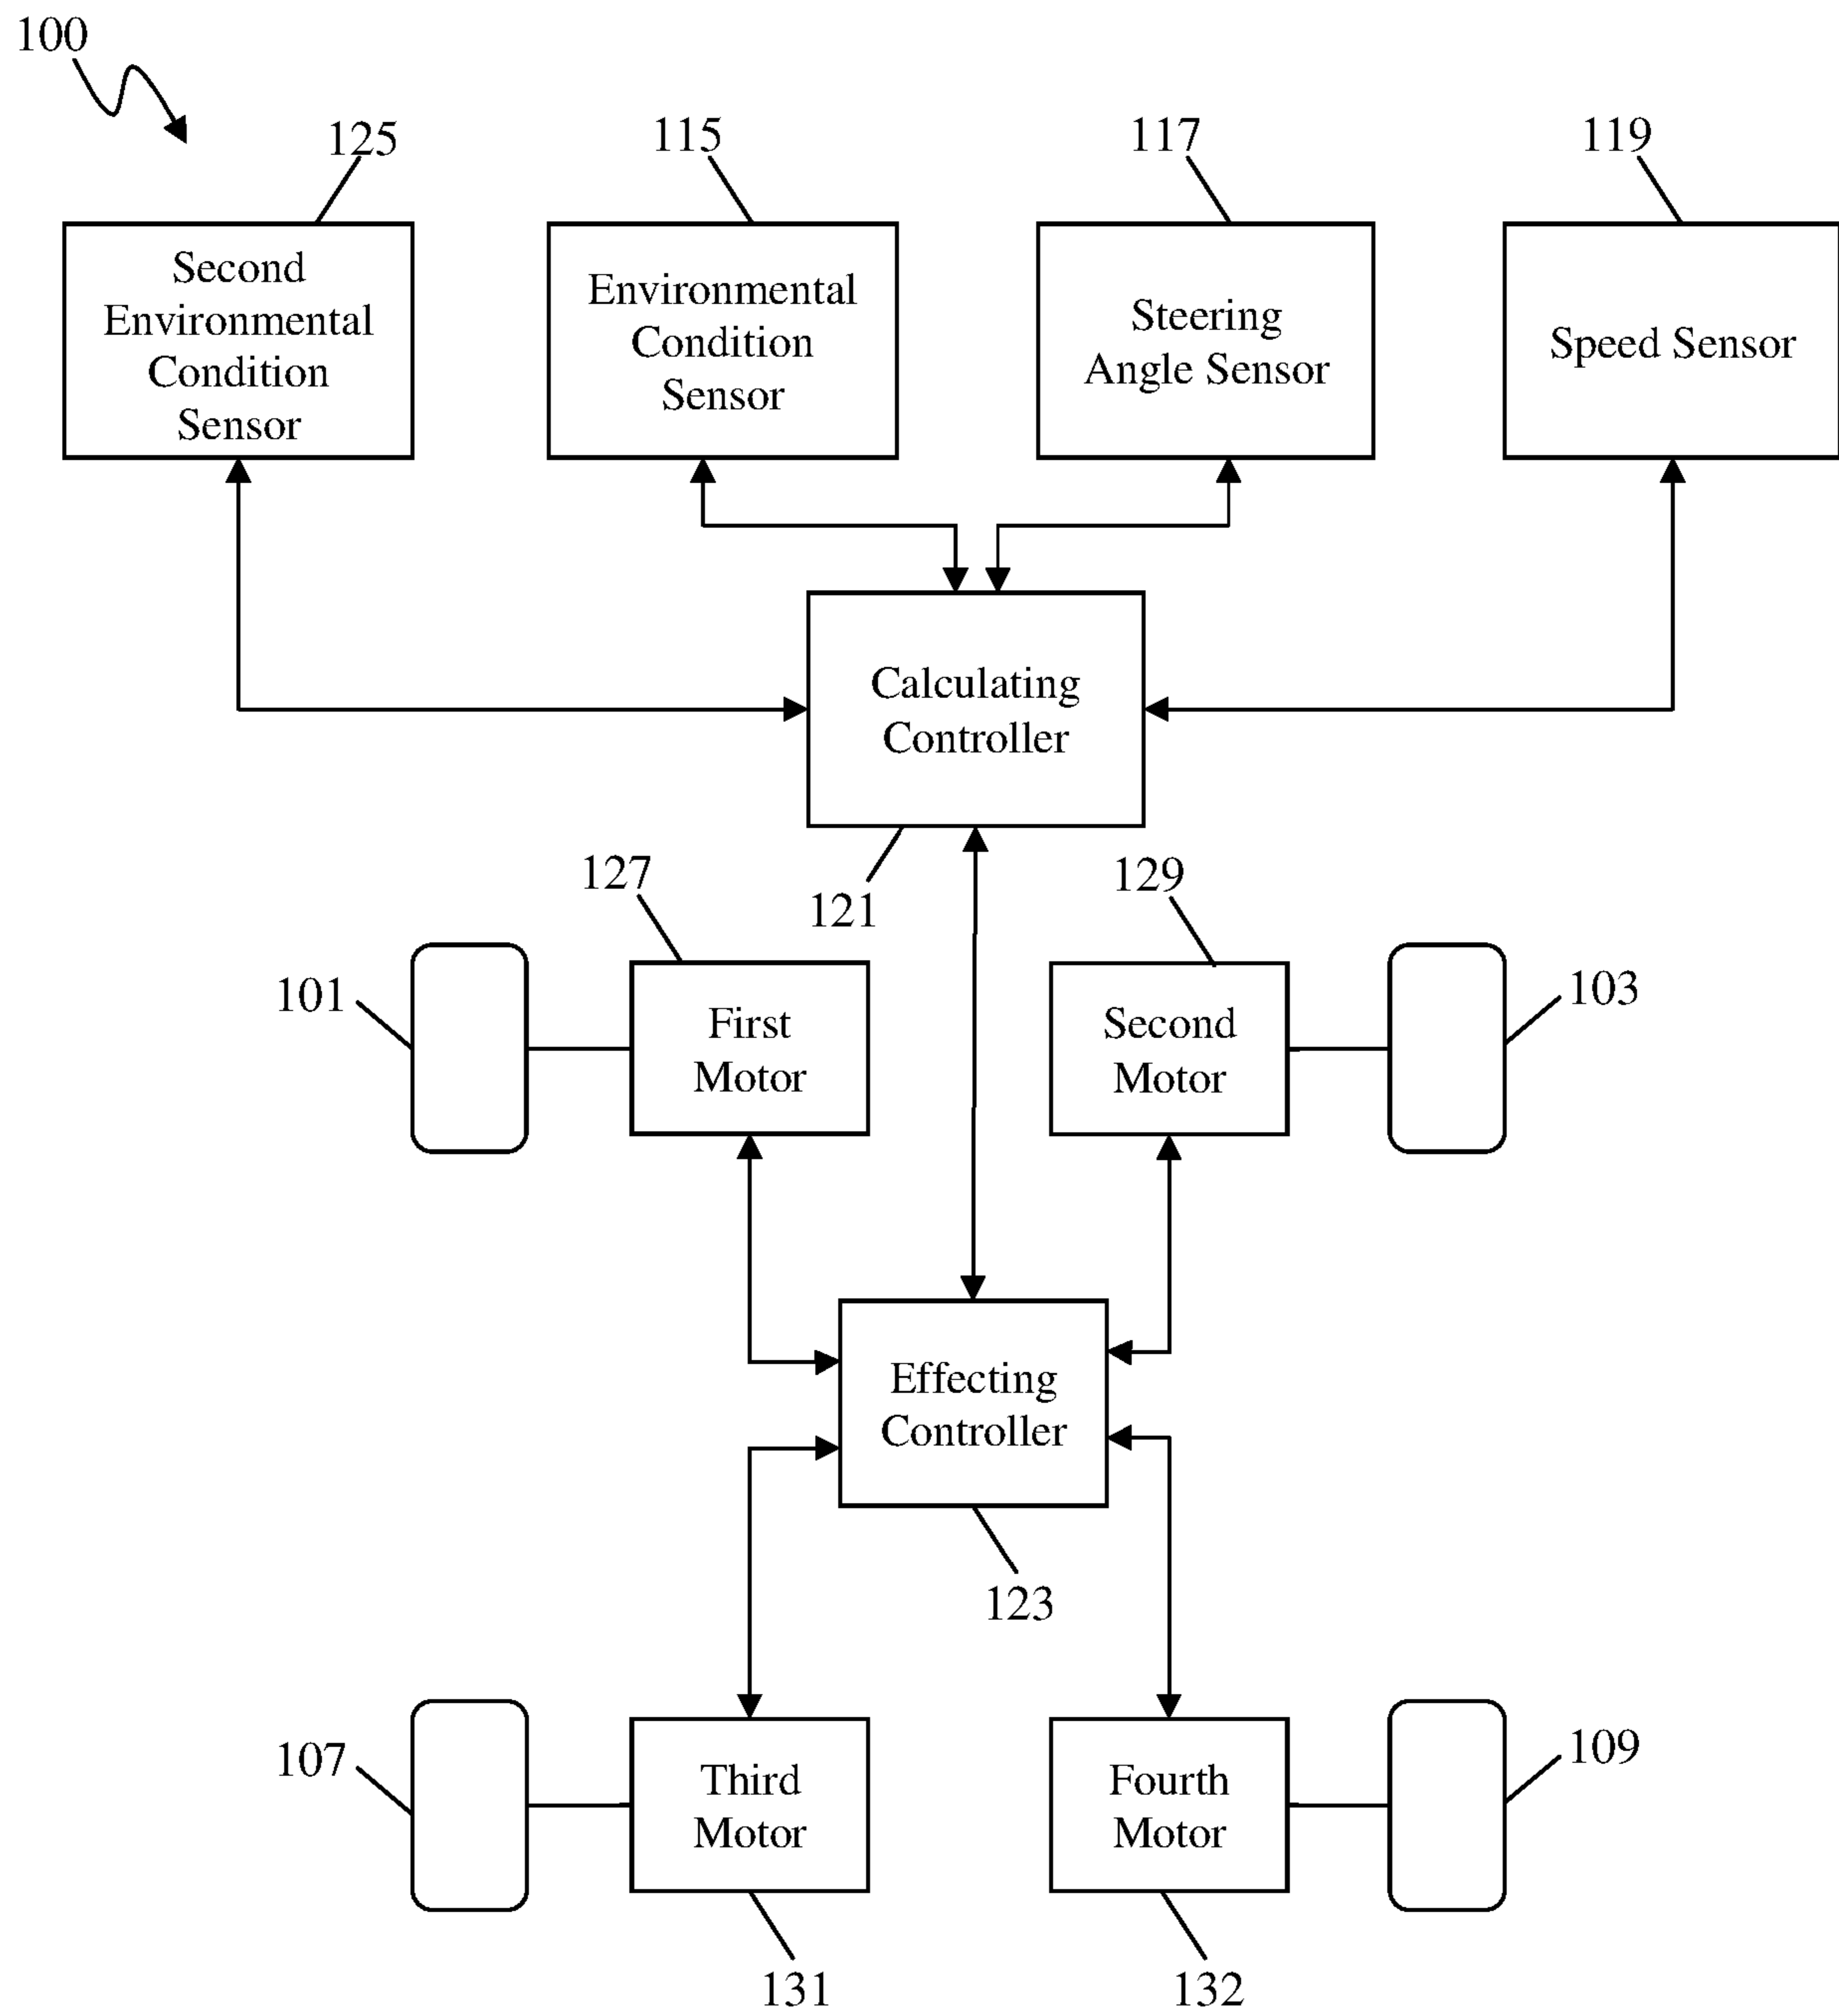 100
125
115
117
119
Second
Environmental
Condition
Sensor
Environmental
Condition
Sensor
Steering
Angle Sensor
Speed Sensor
Calculating
Controller
121
127
129
101
First
Motor
Second
Motor
103
Effecting
Controller
123
107
Third
Motor
Fourth
Motor
109
131
132